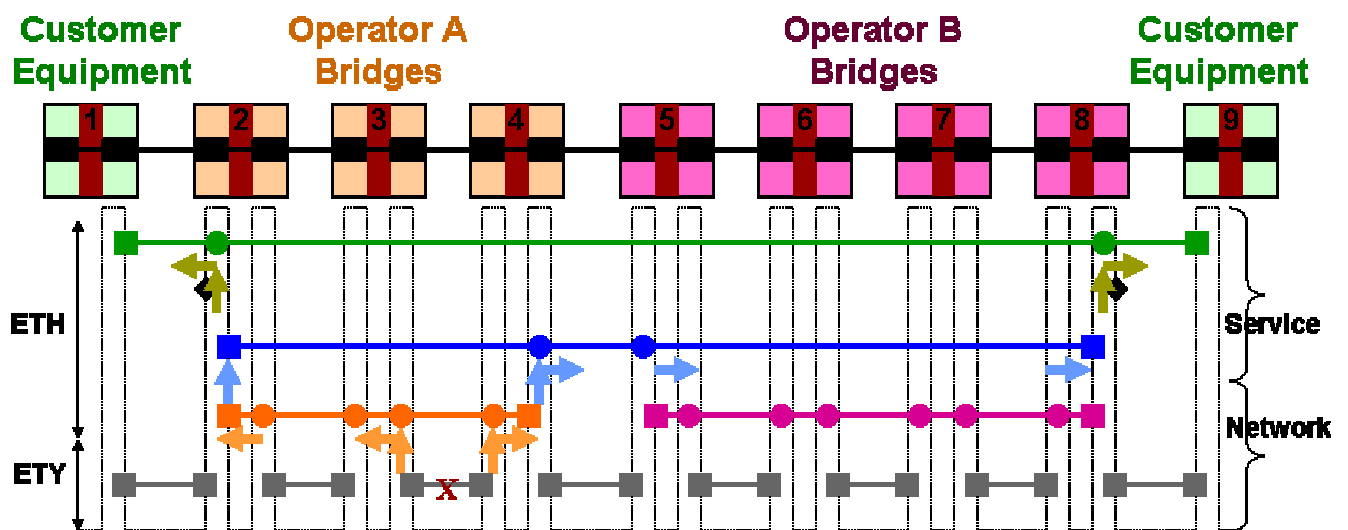 Customer
Equipment
Operator A
Bridges
Operator B
Bridges
Customer
Equipment
1
2
3
4
5
6
7
8
9
ETH
Service
Network
ETY
X